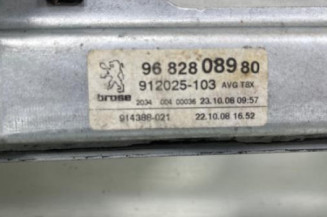 96 828 089 80
912025-103 AVG TBX
brose
2034 004 00036 23.10.08 09:57
914386-021 22.10.08 16.52